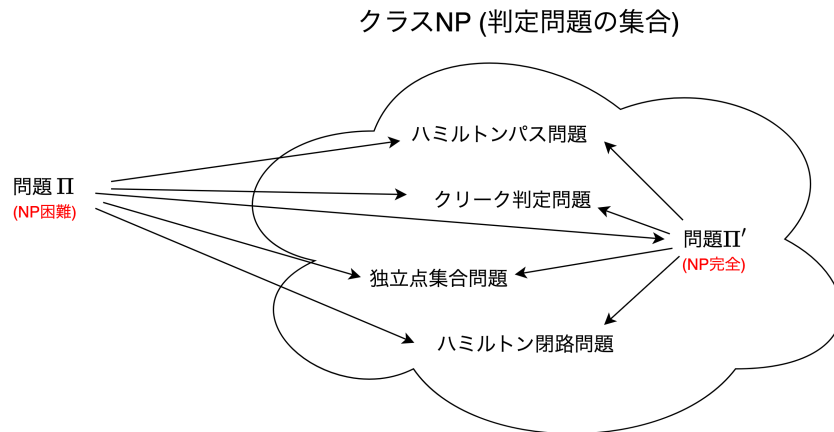 クラスNP (判定問題の集合)
ハミルトンパス問題
問題 Π
(NP困難)
クリーク判定問題
問題Π′
(NP完全)
独立点集合問題
ハミルトン閉路問題